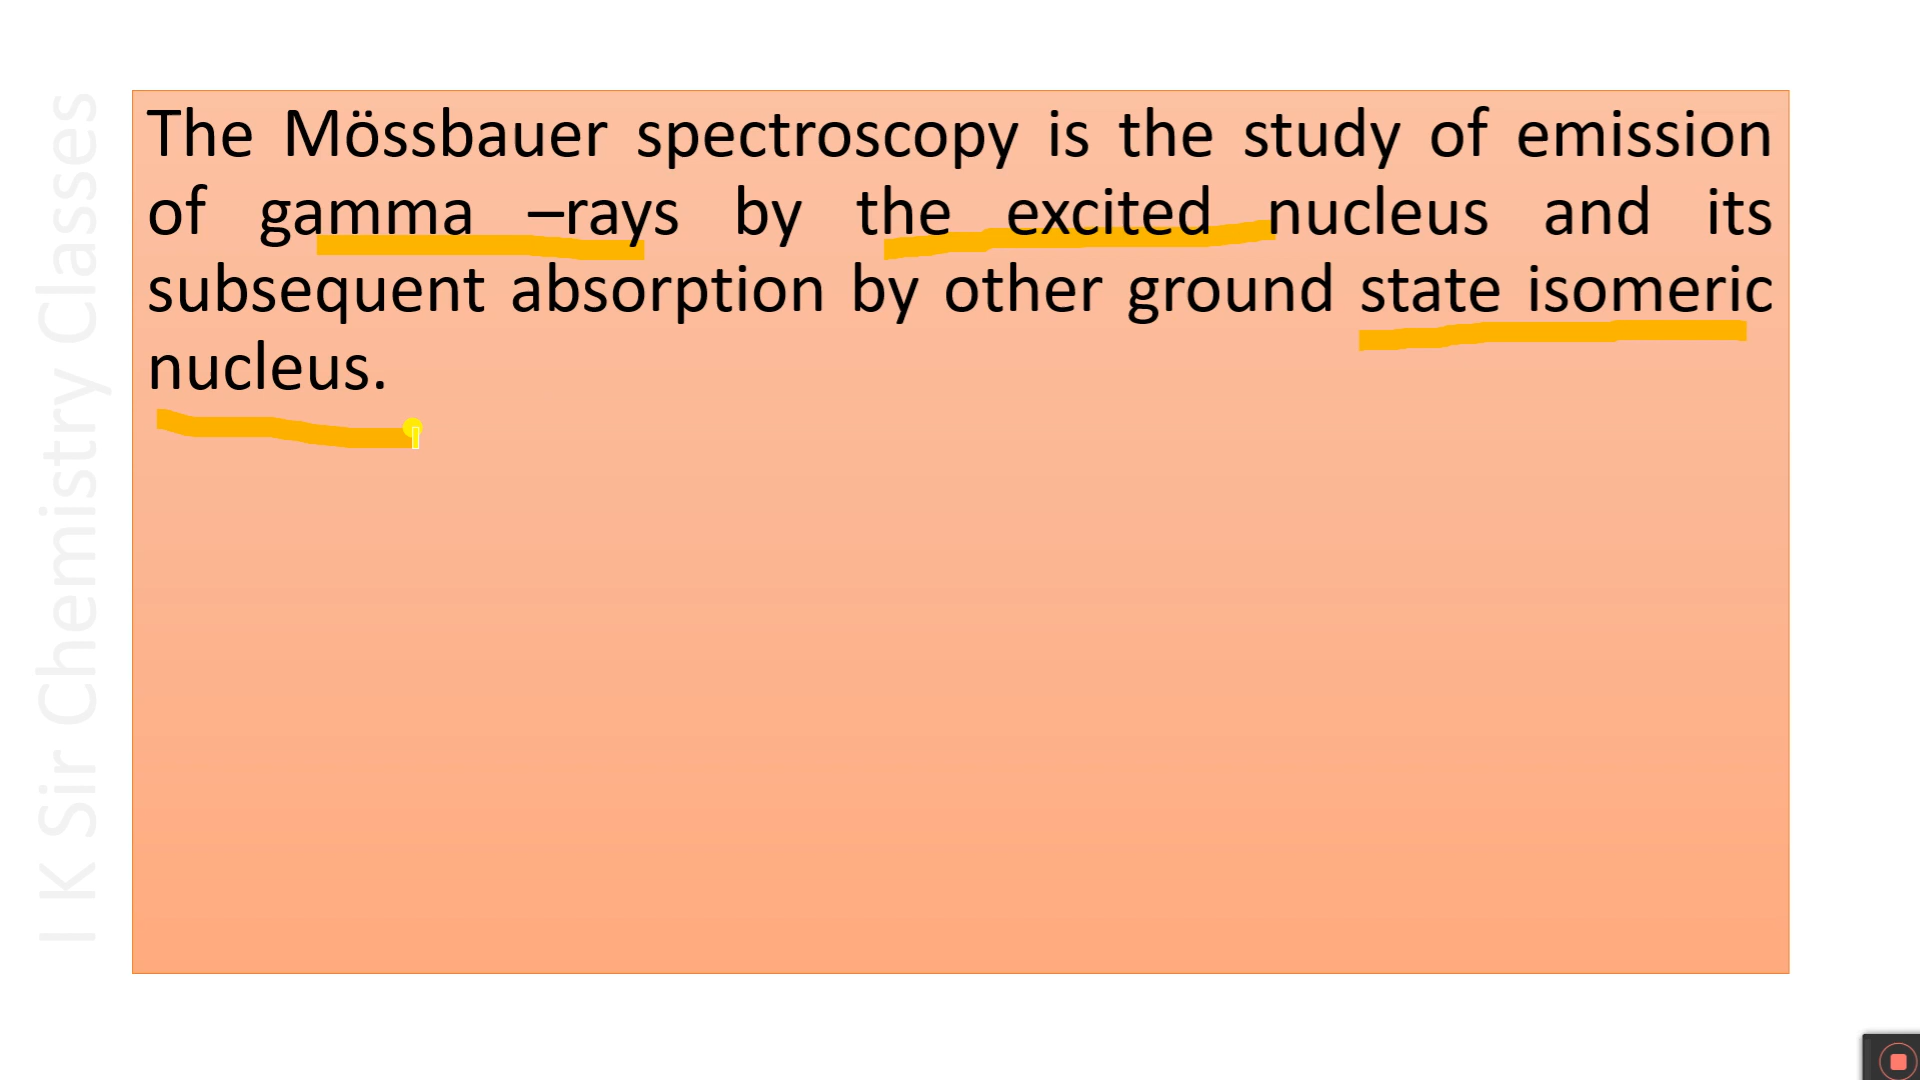 The Mössbauer spectroscopy is the study of emission
of gamma –rays by the excited nucleus and its
subsequent absorption by other ground state isomeric
nucleus.
I K Sir Chemistry Classes